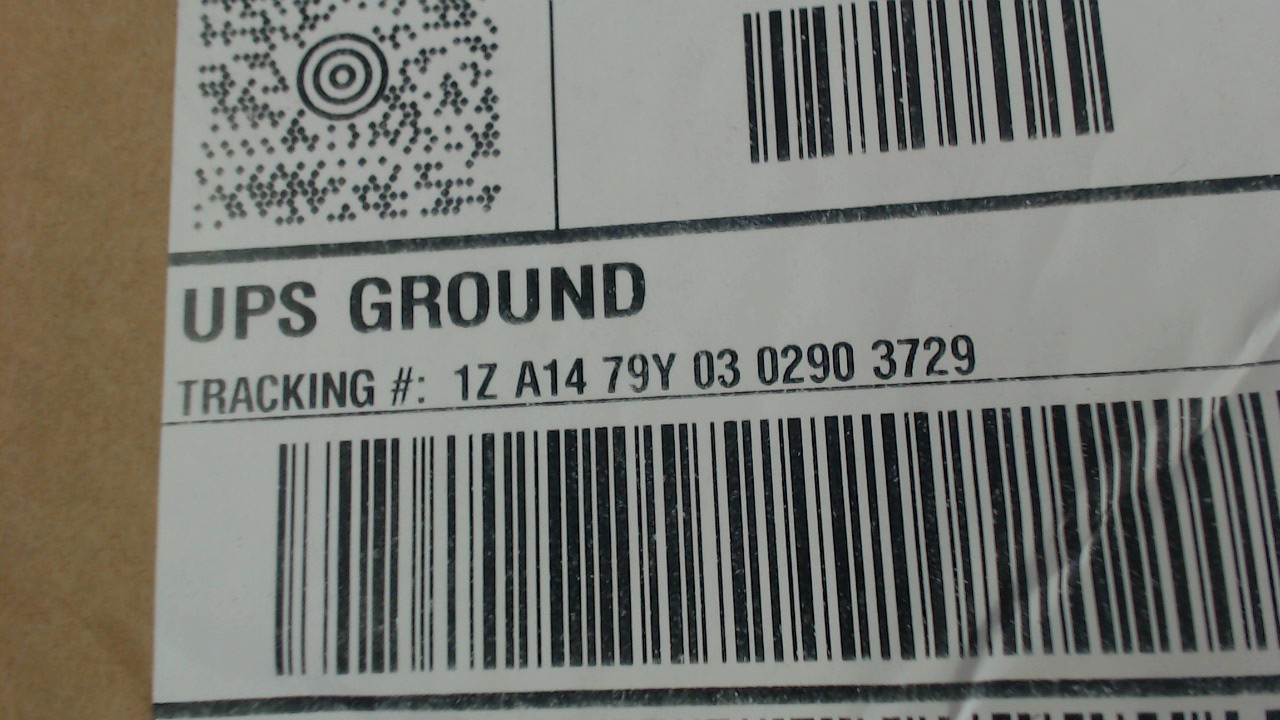 UPS GROUND
TRACKING #: 1Z A14 79Y 03 0290 3729